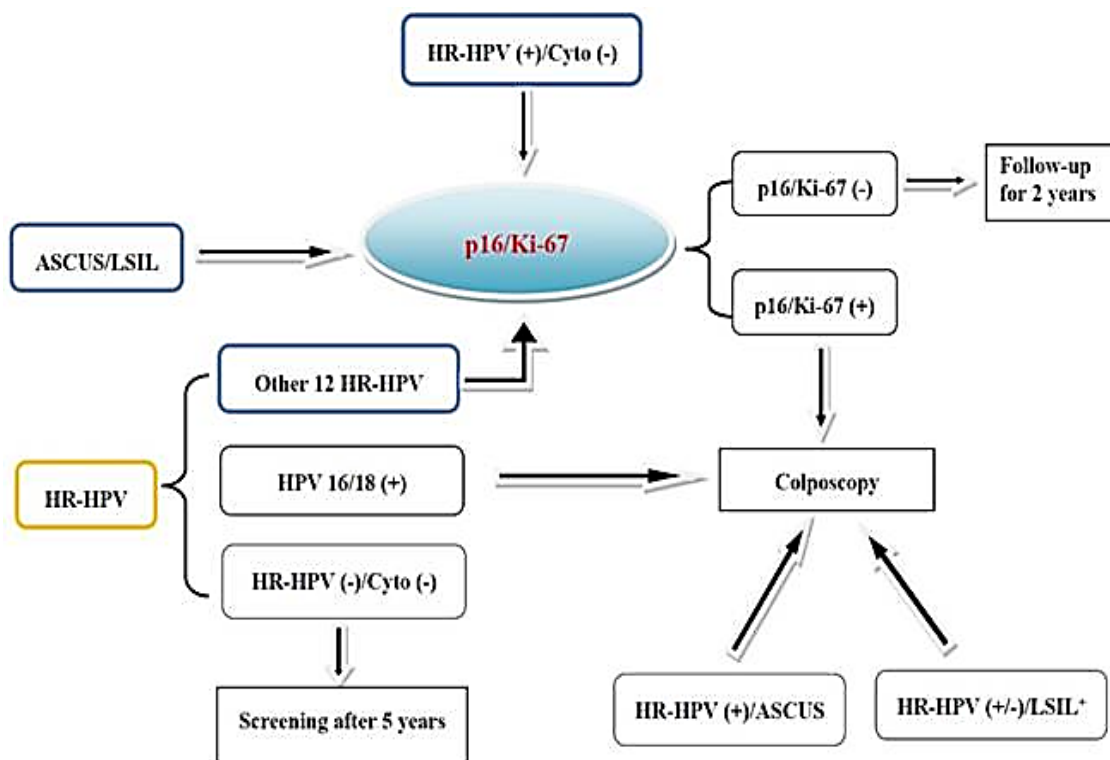 HR-HPV (+)/Cyto (-)
p16/Ki-67
ASCUS/LSIL
p16/Ki-67 (-)
Follow-up
for 2 years
p16/Ki-67 (+)
Other 12 HR-HPV
HR-HPV
HPV 16/18 (+)
Colposcopy
HR-HPV (-)/Cyto (-)
Screening after 5 years
HR-HPV (+)/ASCUS
HR-HPV (+/-)/LSIL⁺